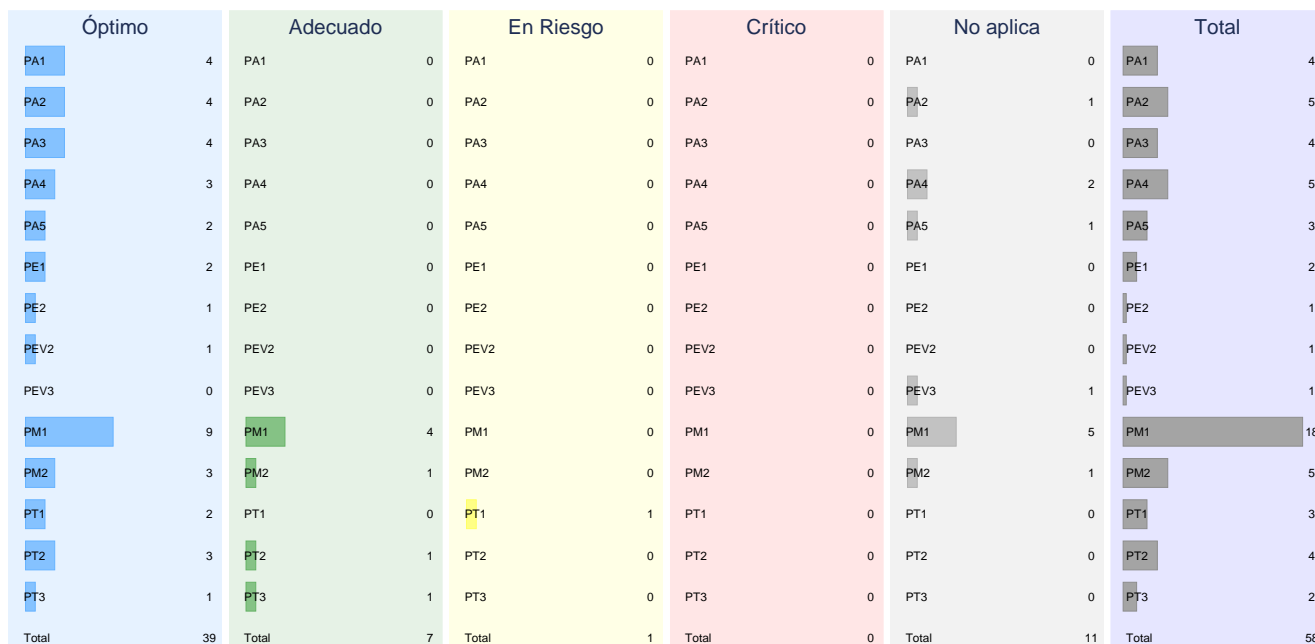 Óptimo Adecuado En Riesgo Crítico No aplica Total
PA1 4 PA1 0 PA1 0 PA1 0 PA1 0 PA1 4
PA2 4 PA2 0 PA2 0 PA2 0 PA2 1 PA2 5
PA3 4 PA3 0 PA3 0 PA3 0 PA3 0 PA3 4
PA4 3 PA4 0 PA4 0 PA4 0 PA4 2 PA4 5
PA5 2 PA5 0 PA5 0 PA5 0 PA5 1 PA5 3
PE1 2 PE1 0 PE1 0 PE1 0 PE1 0 PE1 2
PE2 1 PE2 0 PE2 0 PE2 0 PE2 0 PE2 1
PEV2 1 PEV2 0 PEV2 0 PEV2 0 PEV2 0 PEV2 1
PEV3 0 PEV3 0 PEV3 0 PEV3 0 PEV3 1 PEV3 1
PM1 9 PM1 4 PM1 0 PM1 0 PM1 5 PM1 18
PM2 3 PM2 1 PM2 0 PM2 0 PM2 1 PM2 5
PT1 2 PT1 0 PT1 1 PT1 0 PT1 0 PT1 3
PT2 3 PT2 1 PT2 0 PT2 0 PT2 0 PT2 4
PT3 1 PT3 1 PT3 0 PT3 0 PT3 0 PT3 2
Total 39 Total 7 Total 1 Total 0 Total 11 Total 58